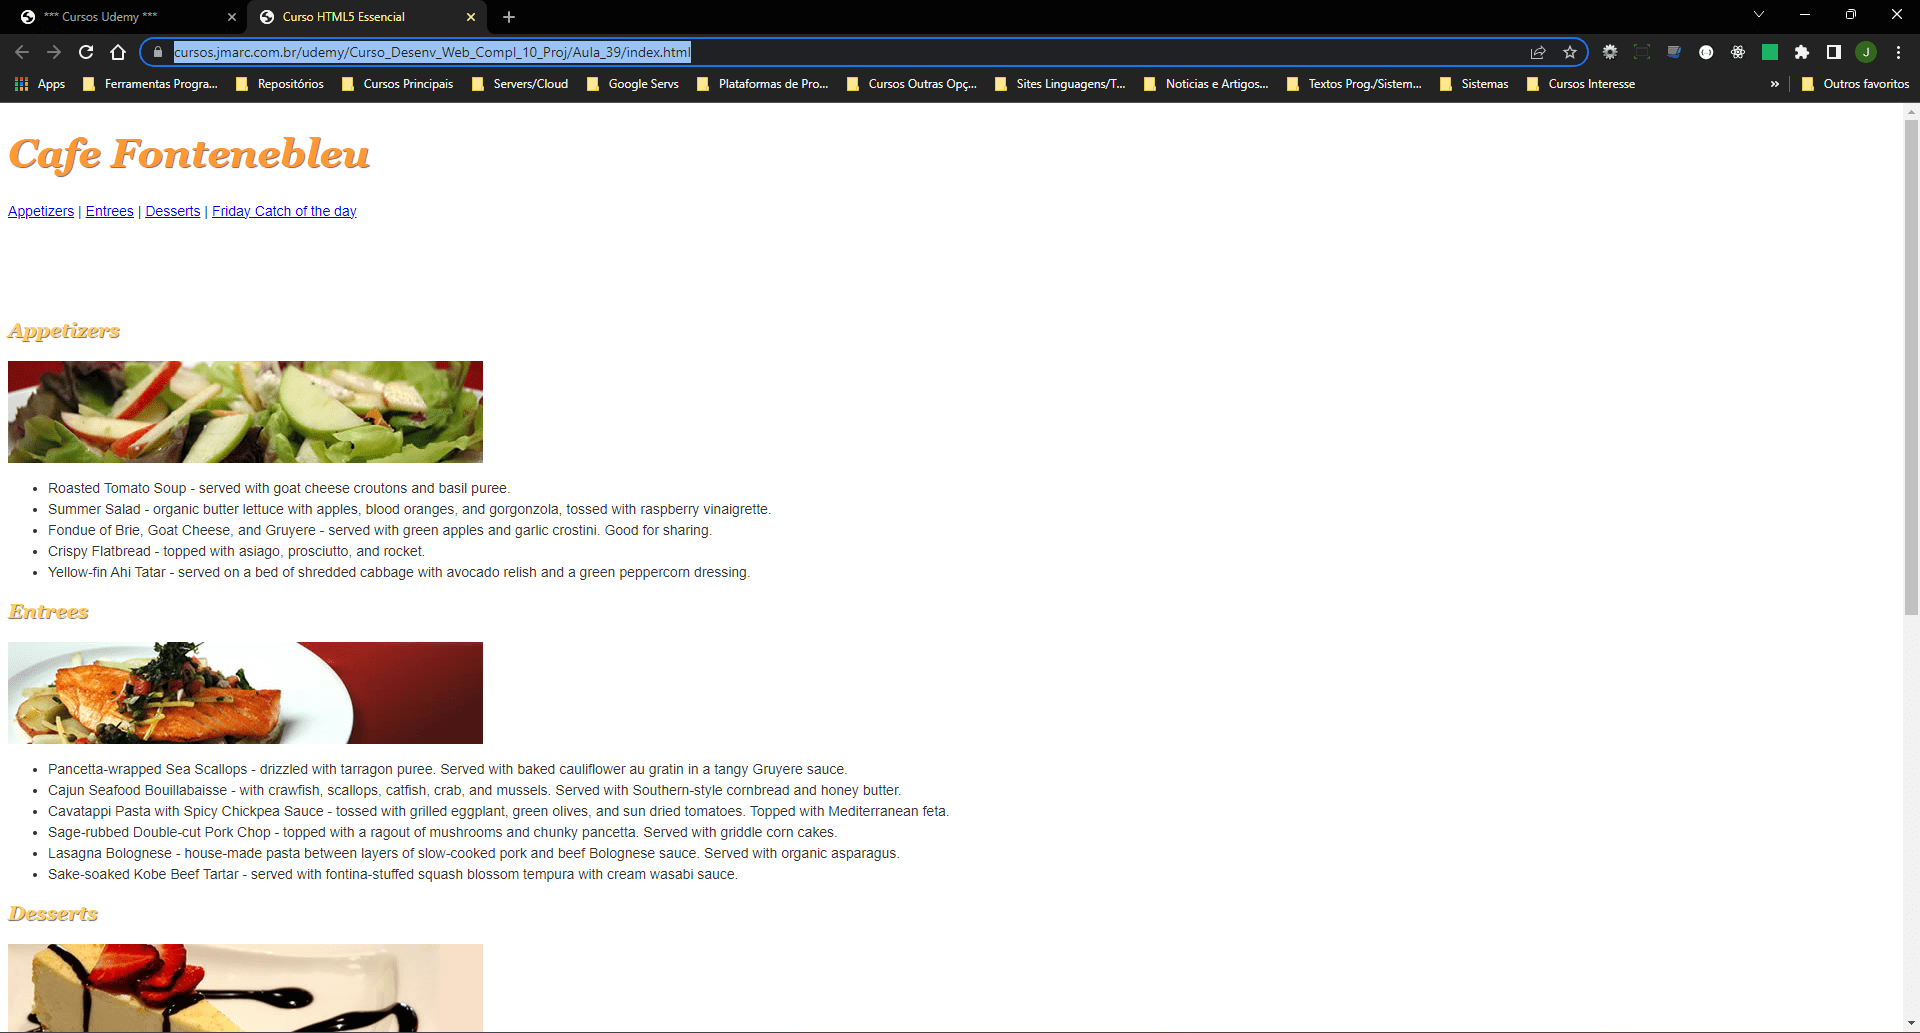 *** Cursos Udemy ***
Curso HTML5 Essencial
cursos.jmarc.com.br/udemy/Curso_Desenv_Web_Compl_10_Proj/Aula_39/index.html
J
Apps
Ferramentas Progra...
Repositórios
Cursos Principais
Servers/Cloud
Google Servs
Plataformas de Pro...
Cursos Outras Opç...
Sites Linguagens/T...
Noticias e Artigos...
Textos Prog./Sistem...
Sistemas
Cursos Interesse
»
Outros favoritos
Cafe Fontenebleu
Appetizers | Entrees | Desserts | Friday Catch of the day
Appetizers
• Roasted Tomato Soup - served with goat cheese croutons and basil puree.
• Summer Salad - organic butter lettuce with apples, blood oranges, and gorgonzola, tossed with raspberry vinaigrette.
• Fondue of Brie, Goat Cheese, and Gruyere - served with green apples and garlic crostini. Good for sharing.
• Crispy Flatbread - topped with asiago, prosciutto, and rocket.
• Yellow-fin Ahi Tatar - served on a bed of shredded cabbage with avocado relish and a green peppercorn dressing.
Entrees
• Pancetta-wrapped Sea Scallops - drizzled with tarragon puree. Served with baked cauliflower au gratin in a tangy Gruyere sauce.
• Cajun Seafood Bouillabaisse - with crawfish, scallops, catfish, crab, and mussels. Served with Southern-style cornbread and honey butter.
• Cavatappi Pasta with Spicy Chickpea Sauce - tossed with grilled eggplant, green olives, and sun dried tomatoes. Topped with Mediterranean feta.
• Sage-rubbed Double-cut Pork Chop - topped with a ragout of mushrooms and chunky pancetta. Served with griddle corn cakes.
• Lasagna Bolognese - house-made pasta between layers of slow-cooked pork and beef Bolognese sauce. Served with organic asparagus.
• Sake-soaked Kobe Beef Tartar - served with fontina-stuffed squash blossom tempura with cream wasabi sauce.
Desserts